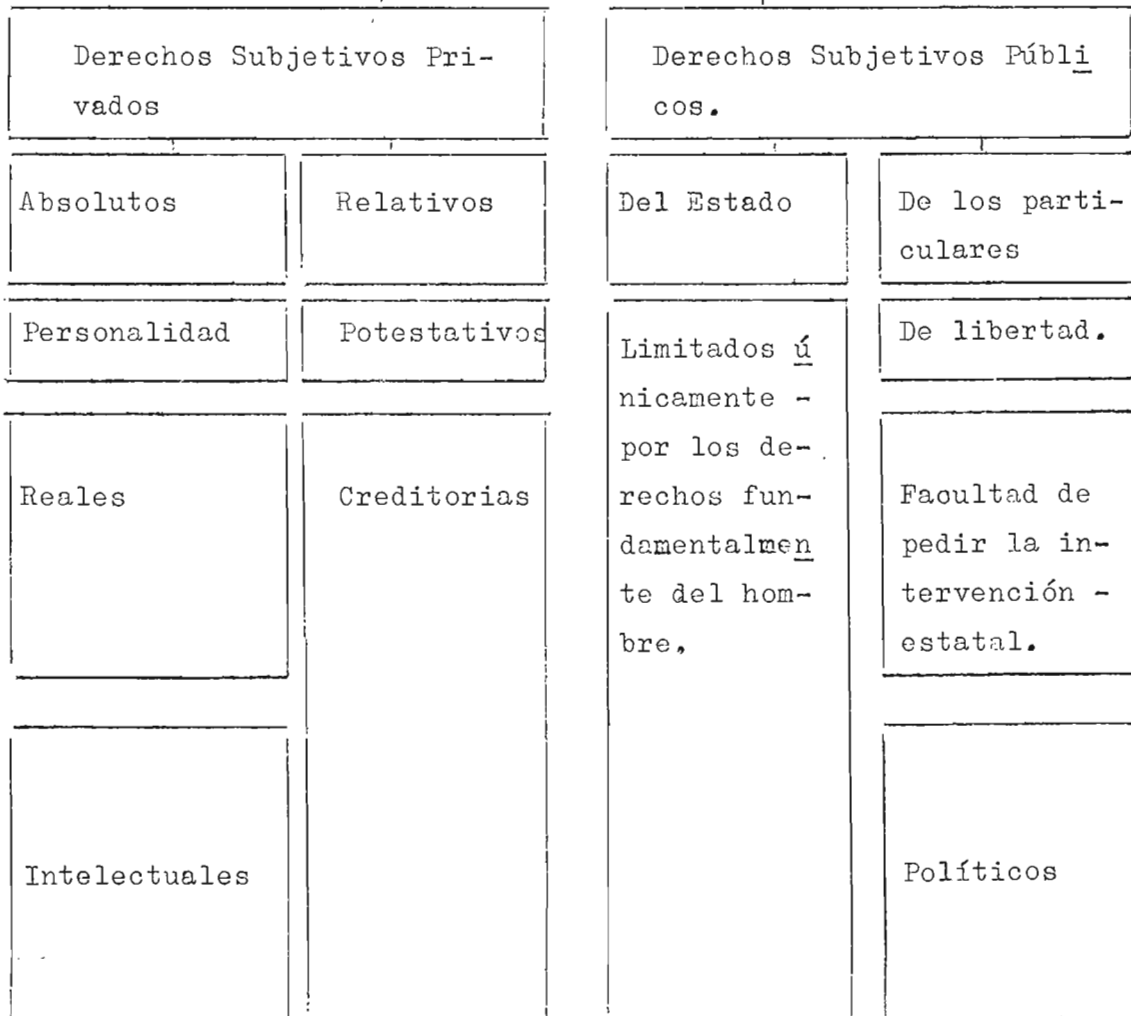 Derechos Subjetivos Pri-
vados
Derechos Subjetivos Públi
cos.
Absolutos
Relativos
Del Estado
De los parti-
culares
Personalidad
Potestativos
Limitados ú
nicamente -
por los de-
rechos fun-
damentalmen
te del hom-
bre,
De libertad.
Reales
Creditorias
Facultad de
pedir la in-
tervención -
estatal.
Intelectuales
Políticos